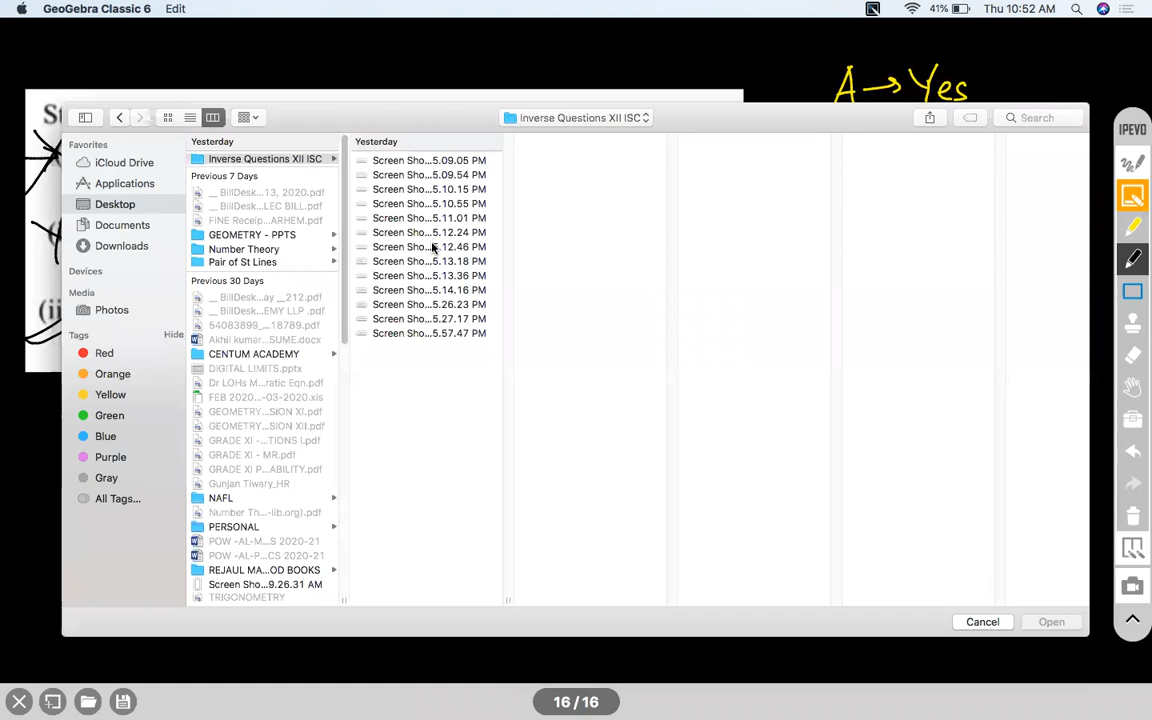 GeoGebra Classic 6 Edit
41% Thu 10:52 AM
A → Yes
Inverse Questions XII ISC
Search
IPEVO
Favorites
iCloud Drive
Applications
Desktop
Documents
Downloads
Devices
Media
Photos
Tags Hide
Red
Orange
Yellow
Green
Blue
Purple
Gray
All Tags...
Yesterday
Inverse Questions XII ISC
Previous 7 Days
__ BillDesk...13, 2020.pdf
__ BillDesk...LEC BILL.pdf
FINE Receip...ARHEM.pdf
GEOMETRY - PPTS
Number Theory
Pair of St Lines
Previous 30 Days
__ BillDesk...ay __212.pdf
__ BillDesk...EMY LLP .pdf
54083899_...18789.pdf
Akhil kumar...SUME.docx
CENTUM ACADEMY
DIGITAL LIMITS.pptx
Dr LOHs M...ratic Eqn.pdf
FEB 2020...-03-2020.xls
GEOMETRY...SION XI.pdf
GEOMETRY...SION XII.pdf
GRADE XI -...TIONS I.pdf
GRADE XI - MR.pdf
GRADE XI P...ABILITY.pdf
Gunjan Tiwary_HR
NAFL
Number Th...-iib.org).pdf
PERSONAL
POW -AL-M...S 2020-21
POW -AL-P...CS 2020-21
REJAUL MA...OD BOOKS
Screen Sho...9.26.31 AM
TRIGONOMETRY
Yesterday
Screen Sho...5.09.05 PM
Screen Sho...5.09.54 PM
Screen Sho...5.10.15 PM
Screen Sho...5.10.55 PM
Screen Sho...5.11.01 PM
Screen Sho...5.12.24 PM
Screen Sho...5.12.46 PM
Screen Sho...5.13.18 PM
Screen Sho...5.13.36 PM
Screen Sho...5.14.16 PM
Screen Sho...5.26.23 PM
Screen Sho...5.27.17 PM
Screen Sho...5.57.47 PM
Cancel Open
16 / 16